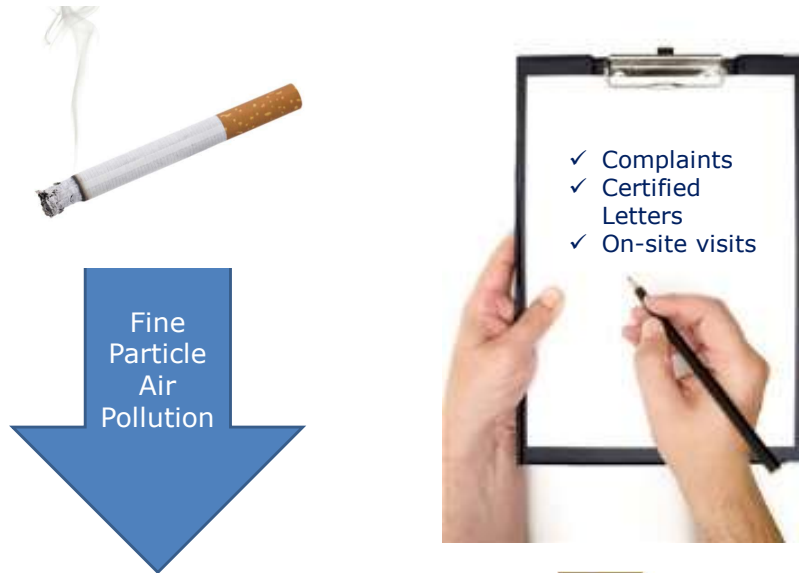 ✓ Complaints
✓ Certified
Letters
✓ On-site visits
Fine
Particle
Air
Pollution